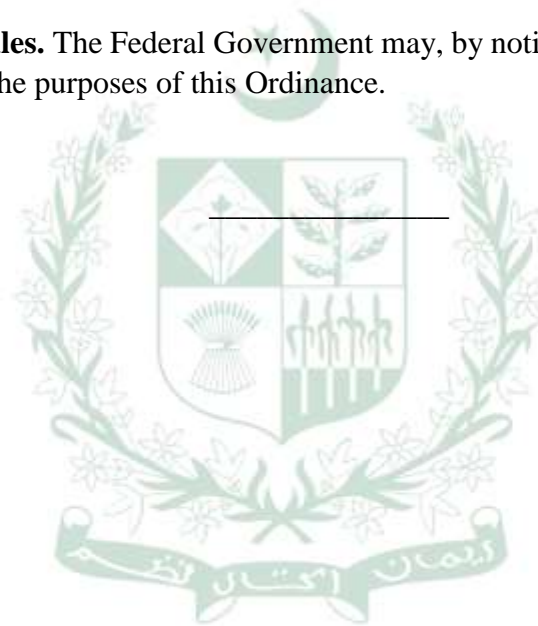 les. The Federal Government may, by noti
he purposes of this Ordinance.
ایمان اتحاد نظم